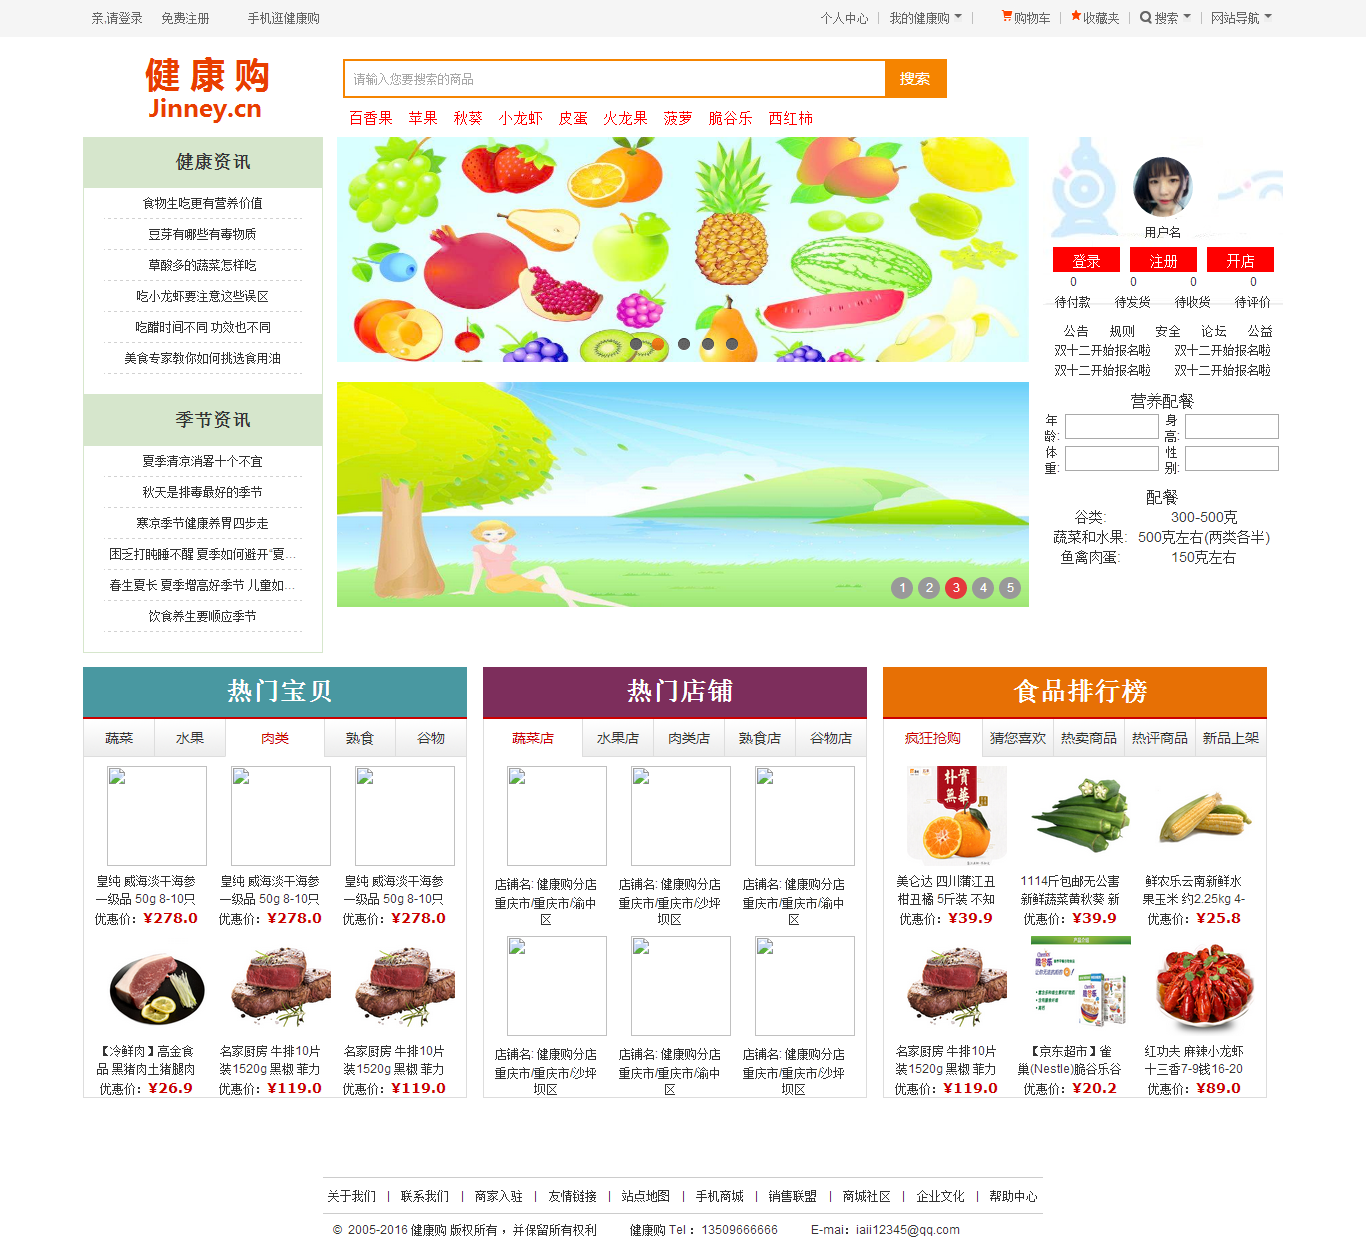 亲,请登录 免费注册 手机逛健康购 个人中心 我的健康购 购物车 收藏夹 搜索 网站导航
健康购
Jinney.cn
请输入您要搜索的商品 搜索
百香果 苹果 秋葵 小龙虾 皮蛋 火龙果 菠萝 脆谷乐 西红柿
健康资讯
食物生吃更有营养价值
豆芽有哪些有毒物质
草酸多的蔬菜怎样吃
吃小龙虾要注意这些误区
吃醋时间不同 功效也不同
美食专家教你如何挑选食用油
季节资讯
夏季清凉消署十个不宜
秋天是排毒最好的季节
寒凉季节健康养胃四步走
困乏打盹睡不醒 夏季如何避开“夏...
春生夏长 夏季增高好季节 儿童如...
饮食养生要顺应季节
1 2 3 4 5
用户名
登录 注册 开店
0 0 0 0
待付款 待发货 待收货 待评价
公告 规则 安全 论坛 公益
双十二开始报名啦 双十二开始报名啦
双十二开始报名啦 双十二开始报名啦
营养配餐
年龄: 身高:
体重: 性别:
配餐
谷类: 300-500克
蔬菜和水果: 500克左右(两类各半)
鱼禽肉蛋: 150克左右
热门宝贝
蔬菜 水果 肉类 熟食 谷物
皇纯 威海淡干海参 皇纯 威海淡干海参 皇纯 威海淡干海参
一级品 50g 8-10只 一级品 50g 8-10只 一级品 50g 8-10只
优惠价：¥278.0 优惠价：¥278.0 优惠价：¥278.0
【冷鲜肉】高金食 名家厨房 牛排10片 名家厨房 牛排10片
品 黑猪肉土猪腿肉 装1520g 黑椒 菲力 装1520g 黑椒 菲力
优惠价：¥26.9 优惠价：¥119.0 优惠价：¥119.0
热门店铺
蔬菜店 水果店 肉类店 熟食店 谷物店
店铺名: 健康购分店 店铺名: 健康购分店 店铺名: 健康购分店
重庆市/重庆市/渝中 重庆市/重庆市/沙坪 重庆市/重庆市/渝中
区 坝区 区
店铺名: 健康购分店 店铺名: 健康购分店 店铺名: 健康购分店
重庆市/重庆市/沙坪 重庆市/重庆市/渝中 重庆市/重庆市/沙坪
坝区 区 坝区
食品排行榜
疯狂抢购 猜您喜欢 热卖商品 热评商品 新品上架
朴實
無華
美仑达 四川蒲江丑 1114斤包邮无公害 鲜农乐云南新鲜水
柑丑橘 5斤装 不知 新鲜蔬菜黄秋葵 新 果玉米 约2.25kg 4-
优惠价：¥39.9 优惠价：¥39.9 优惠价：¥25.8
产品介绍
脆谷乐
名家厨房 牛排10片 【京东超市】雀 红功夫 麻辣小龙虾
装1520g 黑椒 菲力 巢(Nestle)脆谷乐谷 十三香7-9钱16-20
优惠价：¥119.0 优惠价：¥20.2 优惠价：¥89.0
关于我们 | 联系我们 | 商家入驻 | 友情链接 | 站点地图 | 手机商城 | 销售联盟 | 商城社区 | 企业文化 | 帮助中心
© 2005-2016 健康购 版权所有，并保留所有权利 健康购 Tel： 13509666666 E-mai：iaii12345@qq.com